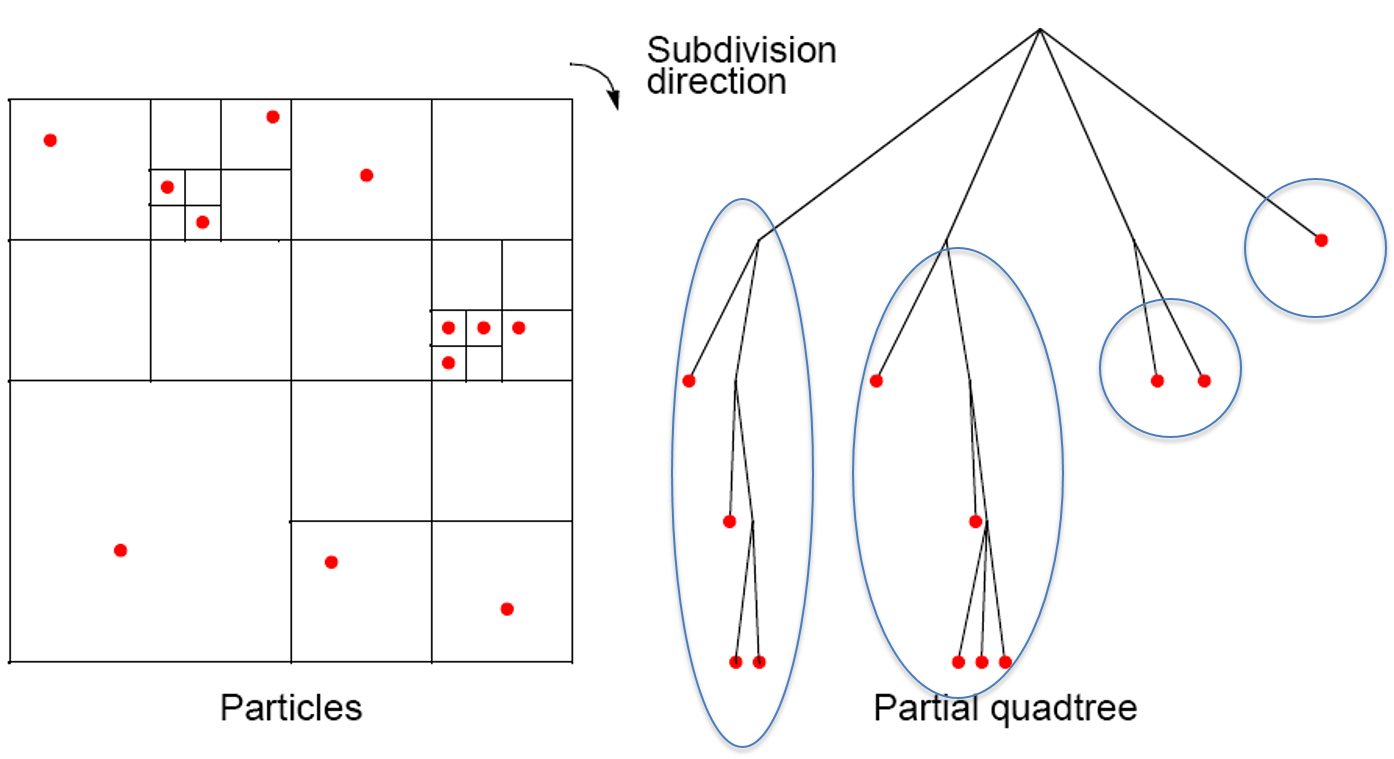 Subdivision
direction
Particles
Partial quadtree